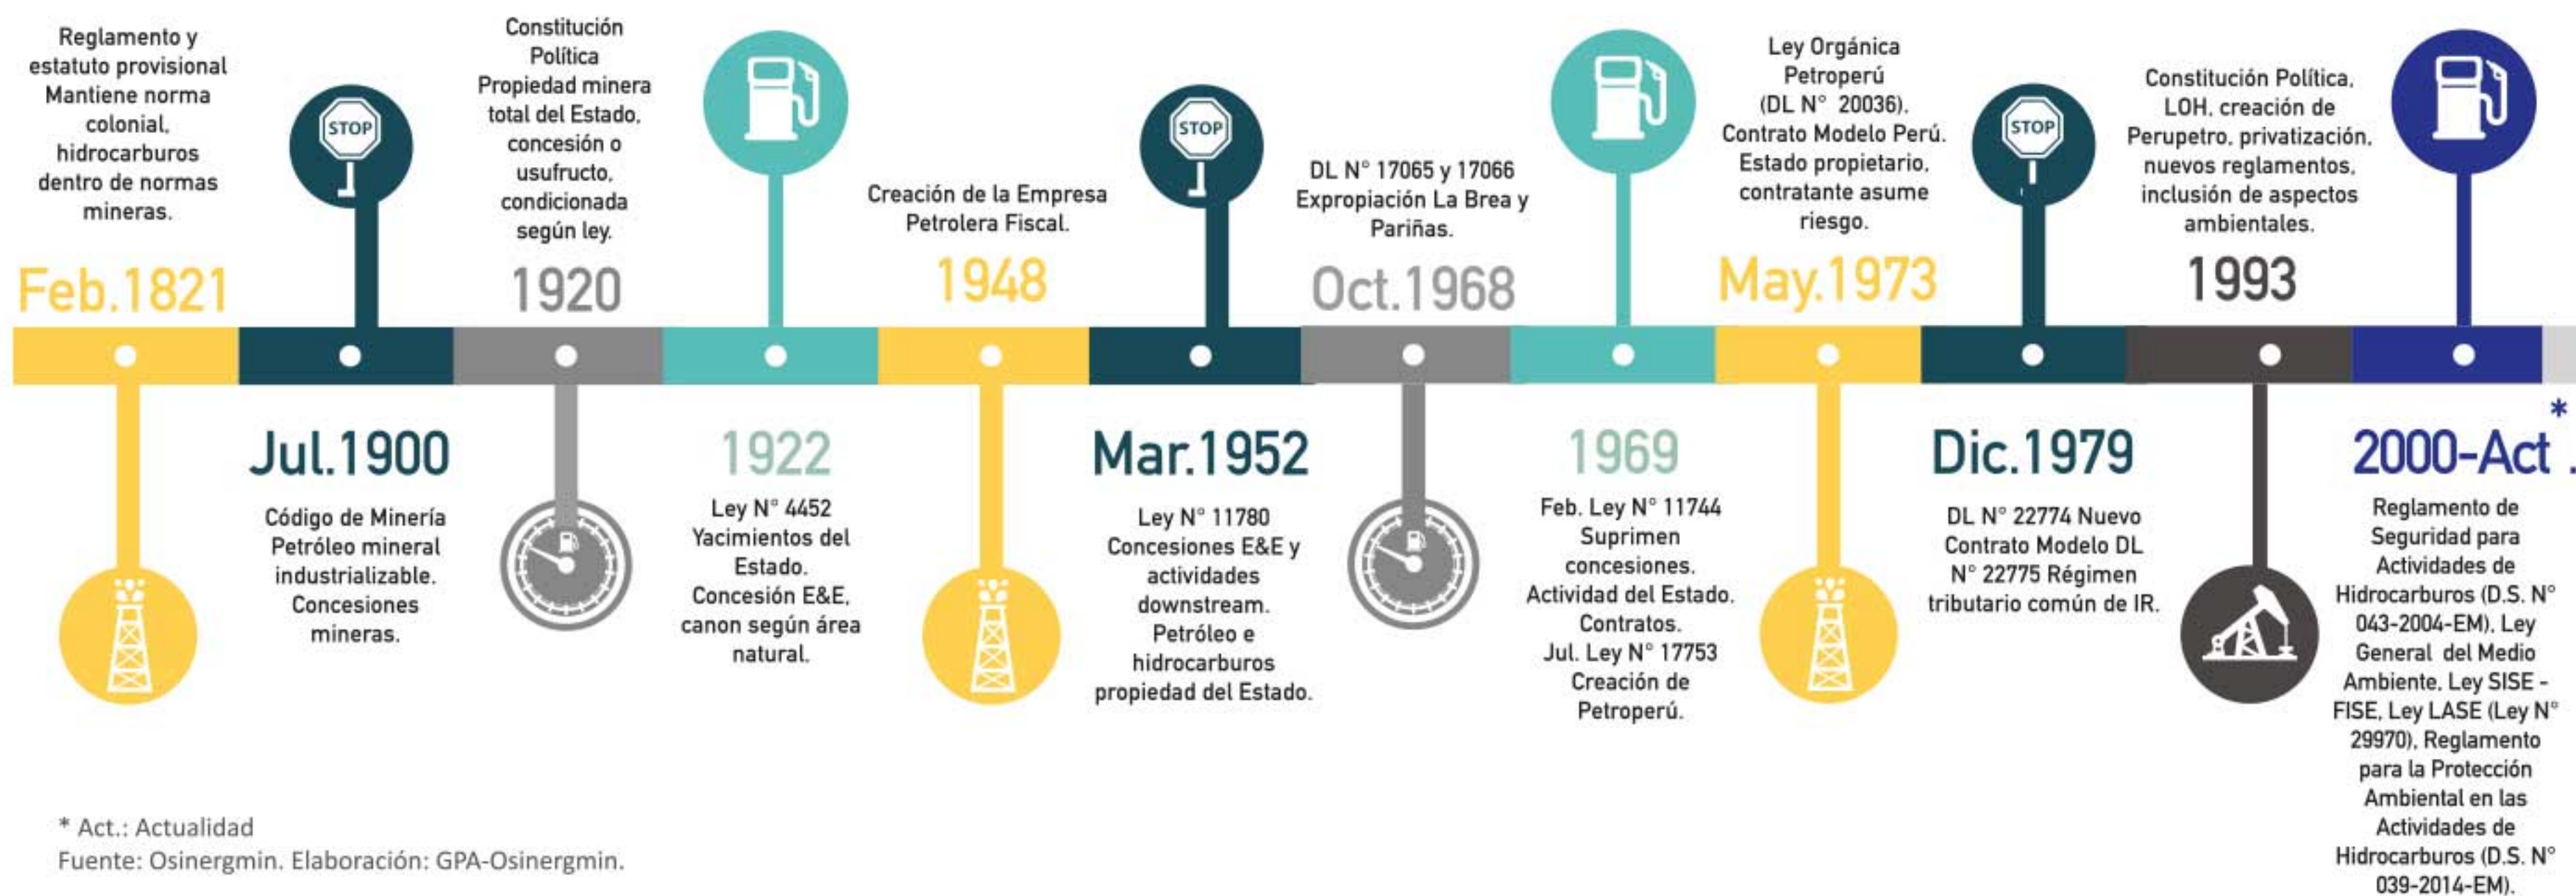 Reglamento y
estatuto provisional
Mantiene norma
colonial,
hidrocarburos
dentro de normas
mineras.
Feb.1821
STOP
Jul.1900
Código de Minería
Petróleo mineral
industrializable.
Concesiones
mineras.
Constitución
Política
Propiedad minera
total del Estado,
concesión o
usufructo,
condicionada
según ley.
1920
1922
Ley N° 4452
Yacimientos del
Estado.
Concesión E&E,
canon según área
natural.
Creación de la Empresa
Petrolera Fiscal.
1948
STOP
Mar.1952
Ley N° 11780
Concesiones E&E y
actividades
downstream.
Petróleo e
hidrocarburos
propiedad del Estado.
DL N° 17065 y 17066
Expropiación La Brea y
Pariñas.
Oct.1968
1969
Feb. Ley N° 11744
Suprimen
concesiones.
Actividad del Estado.
Contratos.
Jul. Ley N° 17753
Creación de
Petroperú.
Ley Orgánica
Petroperú
(DL N° 20036).
Contrato Modelo Perú.
Estado propietario,
contratante asume
riesgo.
May.1973
STOP
Dic.1979
DL N° 22774 Nuevo
Contrato Modelo DL
N° 22775 Régimen
tributario común de IR.
Constitución Política,
LOH, creación de
Perupetro, privatización,
nuevos reglamentos,
inclusión de aspectos
ambientales.
1993
2000-Act*.
Reglamento de
Seguridad para
Actividades de
Hidrocarburos (D.S. N°
043-2004-EM), Ley
General del Medio
Ambiente, Ley SISE -
FISE, Ley LASE (Ley N°
29970), Reglamento
para la Protección
Ambiental en las
Actividades de
Hidrocarburos (D.S. N°
039-2014-EM).
* Act.: Actualidad
Fuente: Osinergmin. Elaboración: GPA-Osinergmin.